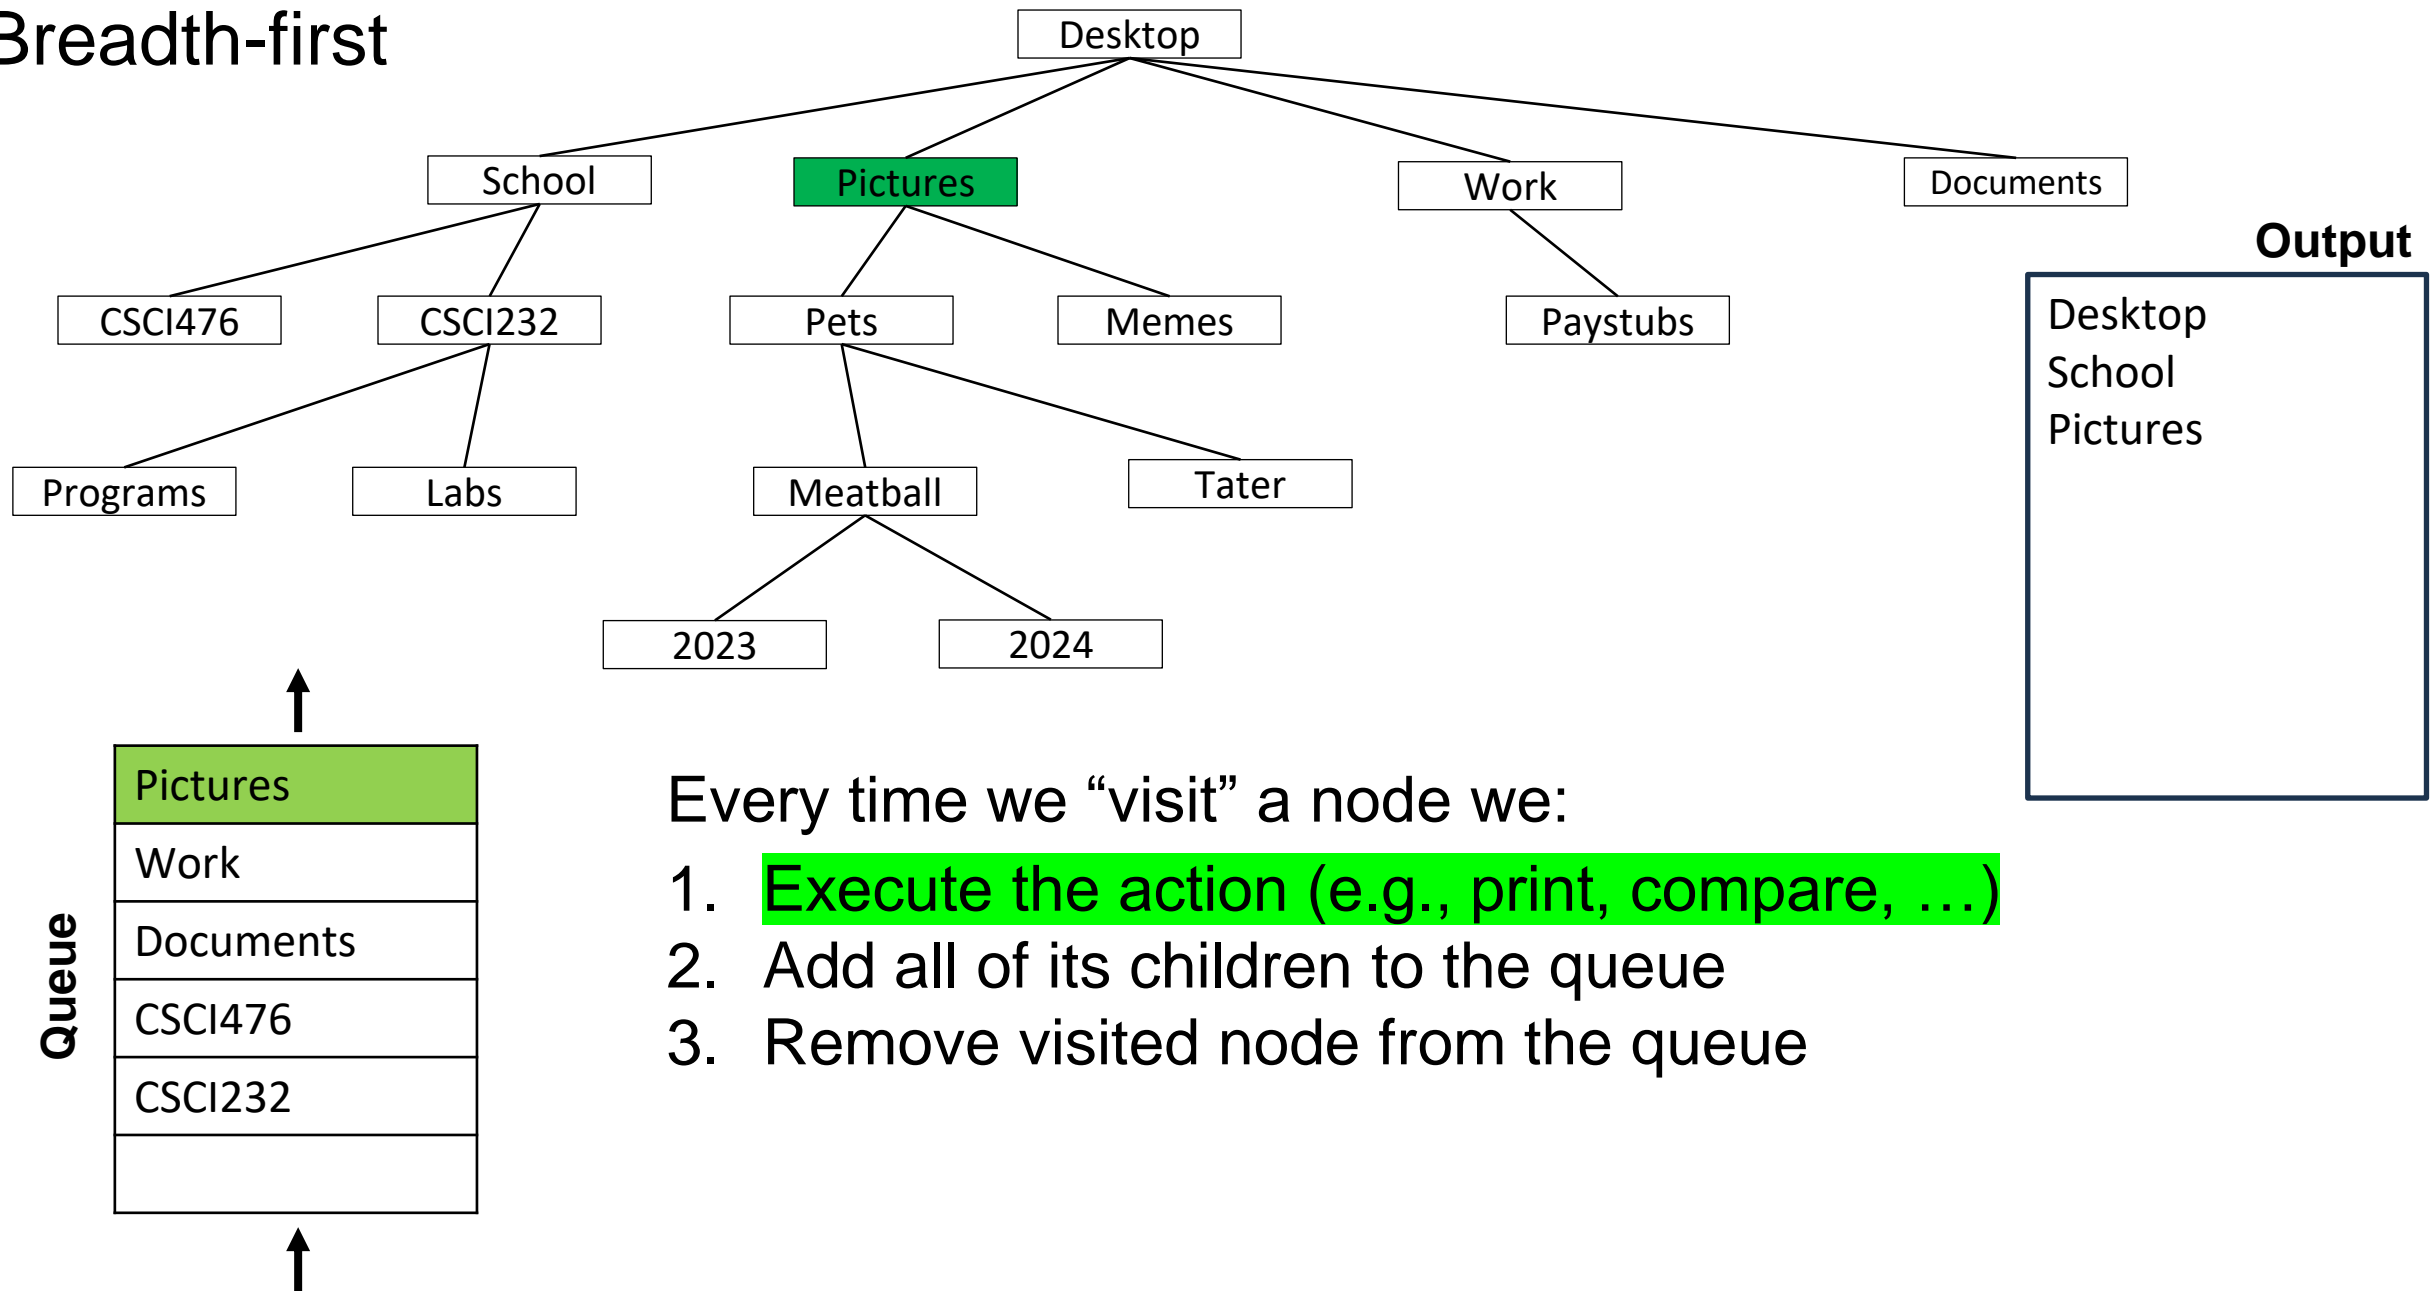 Breadth-first
Desktop
School
Pictures
Work
Documents
CSCI476
CSCI232
Pets
Memes
Paystubs
Programs
Labs
Meatball
Tater
2023
2024
Output
Desktop
School
Pictures
Queue
Pictures
Work
Documents
CSCI476
CSCI232
Every time we “visit” a node we:
1. Execute the action (e.g., print, compare, …)
2. Add all of its children to the queue
3. Remove visited node from the queue